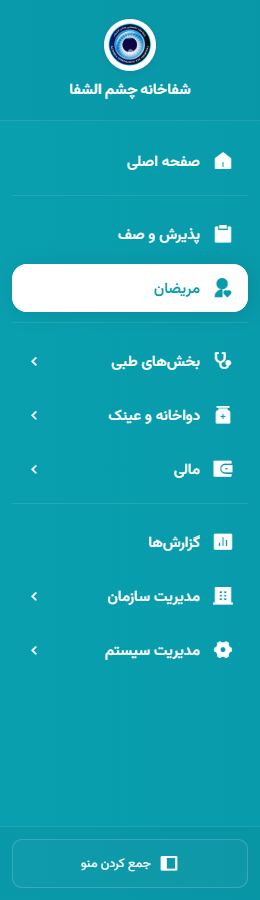 شفاخانه چشم الشفا
صفحه اصلی
پذیرش و صف
مریضان
بخش‌های طبی
دواخانه و عینک
مالی
گزارش‌ها
مدیریت سازمان
مدیریت سیستم
جمع کردن منو